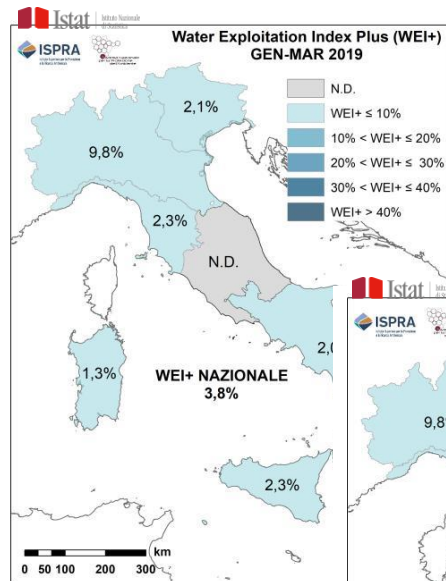 Istat
ISPRA
Water Exploitation Index Plus (WEI+)
GEN-MAR 2019
N.D.
WEI+ ≤ 10%
10% < WEI+ ≤ 20%
20% < WEI+ ≤ 30%
30% < WEI+ ≤ 40%
WEI+ > 40%
2,1%
9,8%
2,3%
N.D.
1,3%
WEI+ NAZIONALE
3,8%
2,3%
km
0 50 100 200 300
Istat
ISPRA